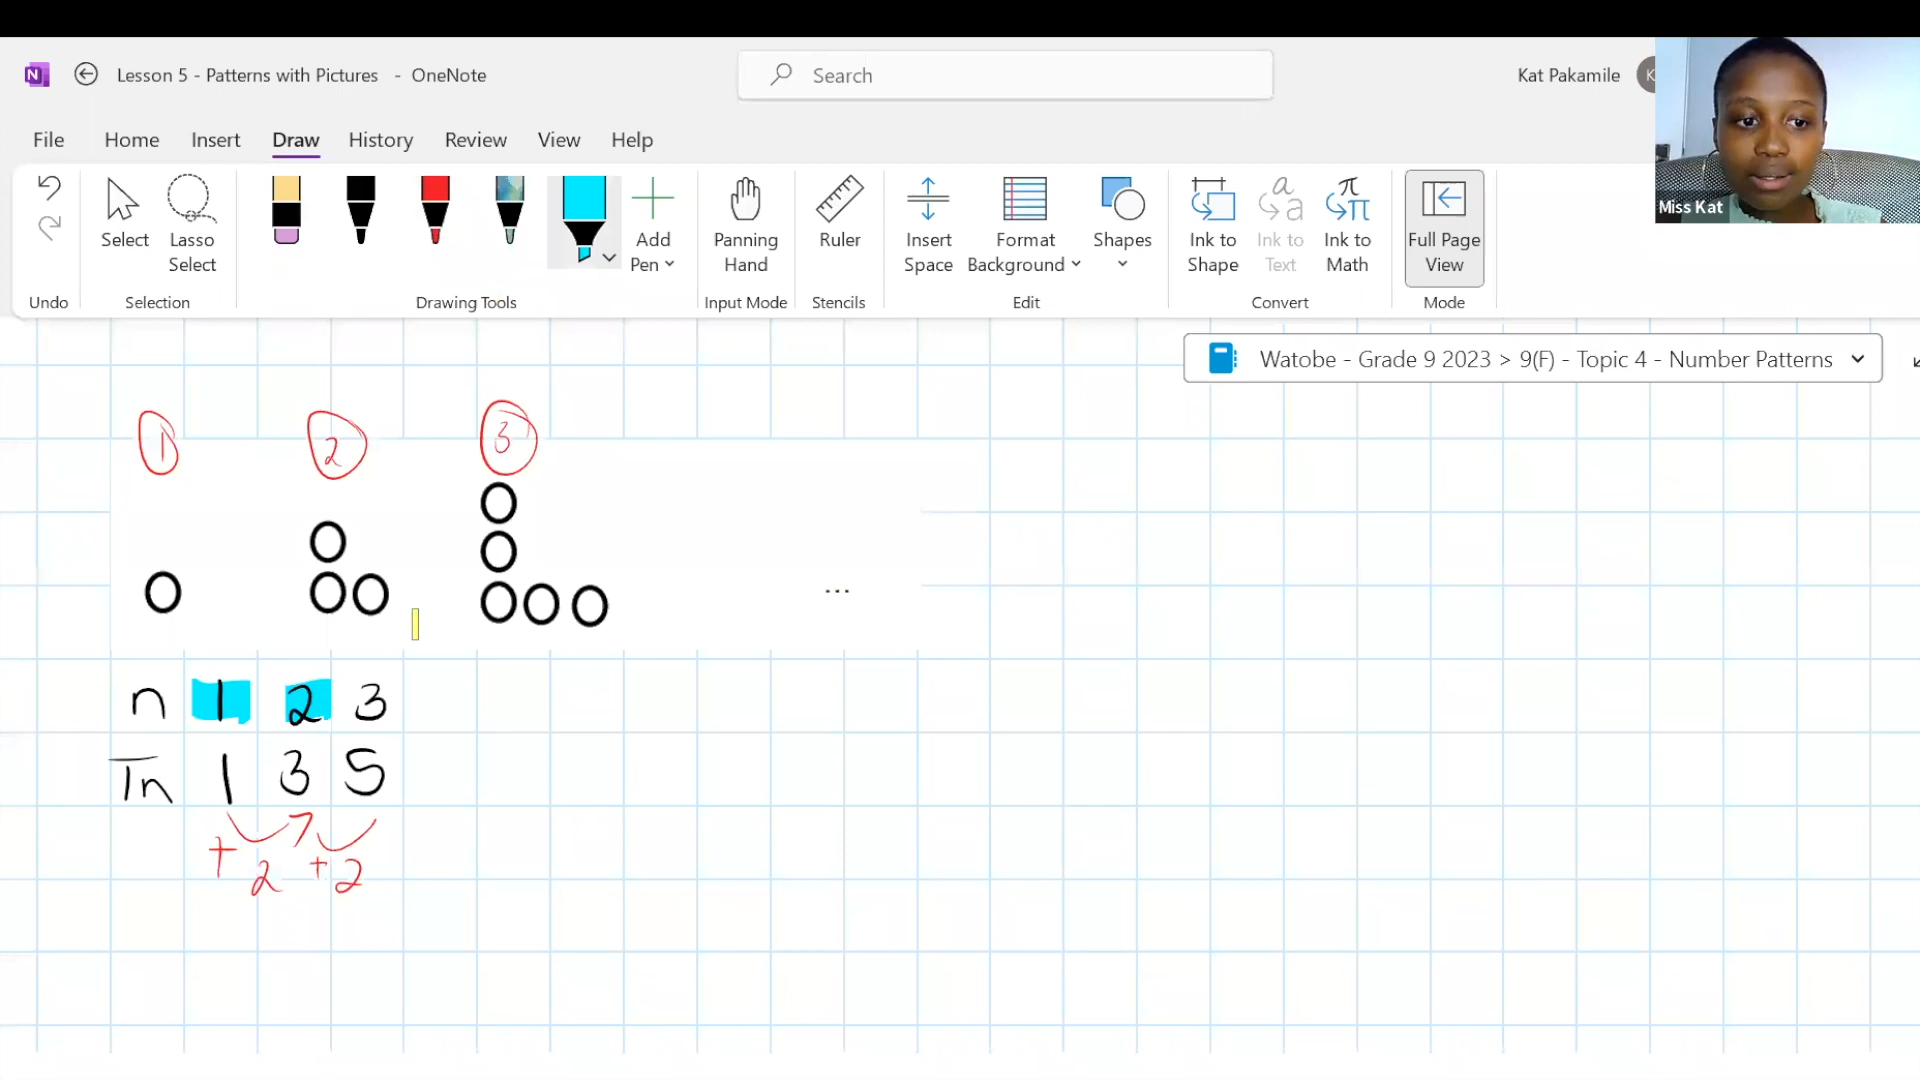 Lesson 5 - Patterns with Pictures - OneNote
Search
Kat Pakamile
K
File Home Insert Draw History Review View Help
Select
Lasso Select
Add Pen
Panning Hand
Ruler
Insert Space
Format Background
Shapes
Ink to Shape
Ink to Text
Ink to Math
Full Page View
Undo Selection Drawing Tools Input Mode Stencils Edit Convert Mode
Miss Kat
Watobe - Grade 9 2023 > 9(F) - Topic 4 - Number Patterns
1 2 3
...
n 1 2 3
Tn 1 3 5
+2 +2